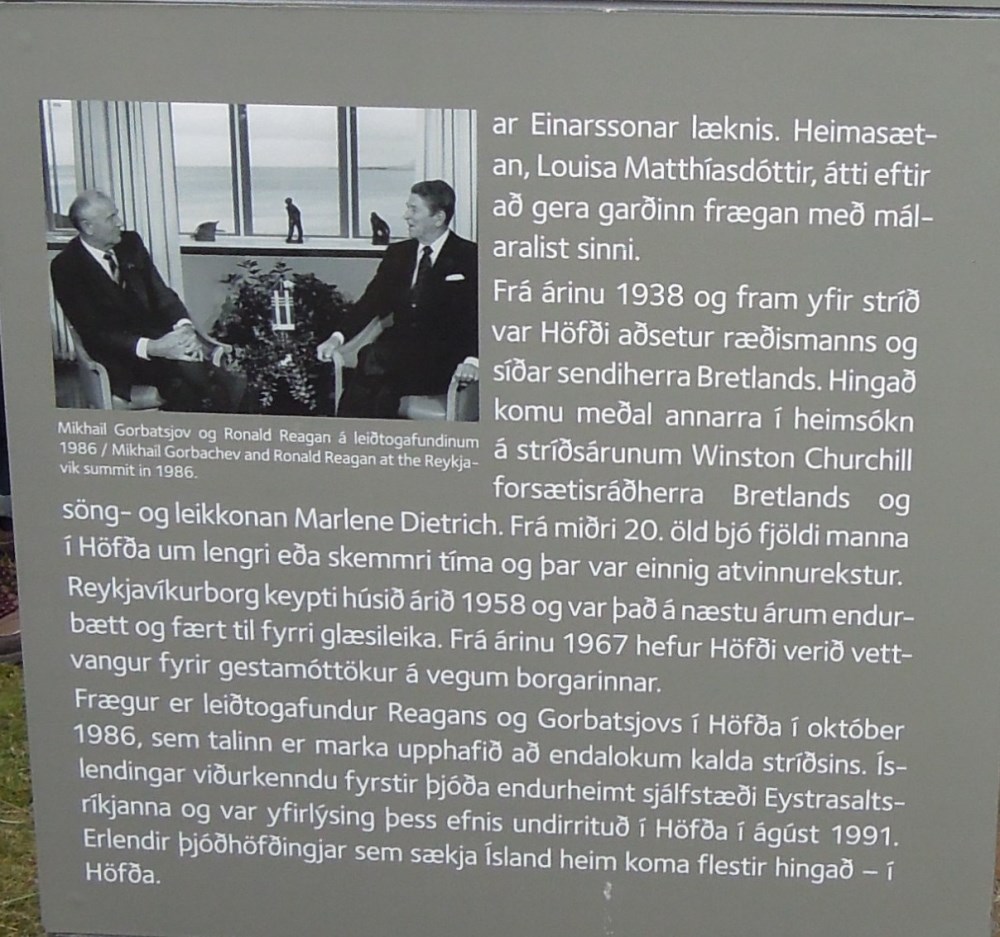 ar Einarssonar læknis. Heimasæt-
an, Louisa Matthíasdóttir, átti eftir
að gera garðinn frægan með mál-
aralist sinni.
Frá árinu 1938 og fram yfir stríð
var Höfði aðsetur ræðismanns og
síðar sendiherra Bretlands. Hingað
komu meðal annarra í heimsókn
á stríðsárunum Winston Churchill
forsætisráðherra Bretlands og
söng- og leikkonan Marlene Dietrich. Frá miðri 20. öld bjó fjöldi manna
í Höfða um lengri eða skemmri tíma og þar var einnig atvinnurekstur.
Reykjavíkurborg keypti húsið árið 1958 og var það á næstu árum endur-
bætt og fært til fyrri glæsileika. Frá árinu 1967 hefur Höfði verið vett-
vangur fyrir gestamóttökur á vegum borgarinnar.
Frægur er leiðtogafundur Reagans og Gorbatsjovs í Höfða í október
1986, sem talinn er marka upphafið að endalokum kalda stríðsins. Ís-
lendingar viðurkenndu fyrstir þjóða endurheimt sjálfstæði Eystrasalts-
ríkjanna og var yfirlýsing þess efnis undirrituð í Höfða í ágúst 1991.
Erlendir þjóðhöfðingjar sem sækja Ísland heim koma flestir hingað – í
Höfða.
Mikhail Gorbatsjov og Ronald Reagan á leiðtogafundinum
1986 / Mikhail Gorbachev and Ronald Reagan at the Reykja-
vik summit in 1986.